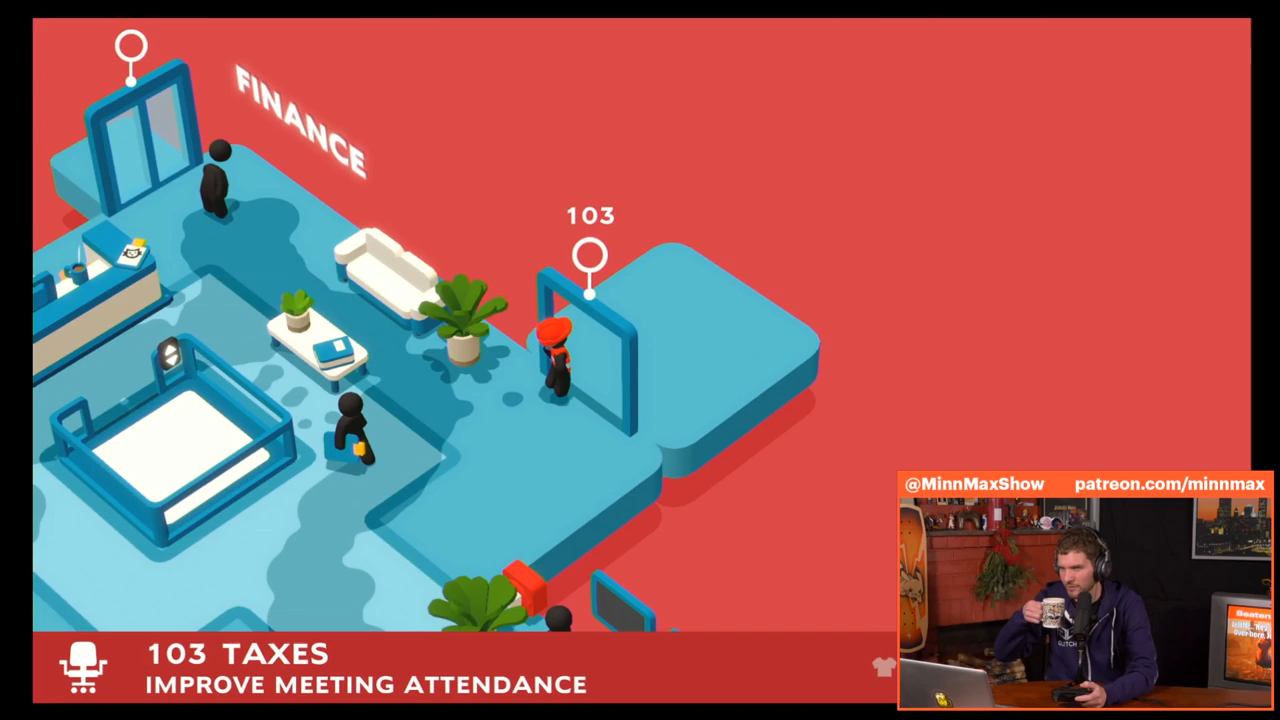 FINANCE
103
@MinnMaxShow patreon.com/minnmax
103 TAXES
IMPROVE MEETING ATTENDANCE